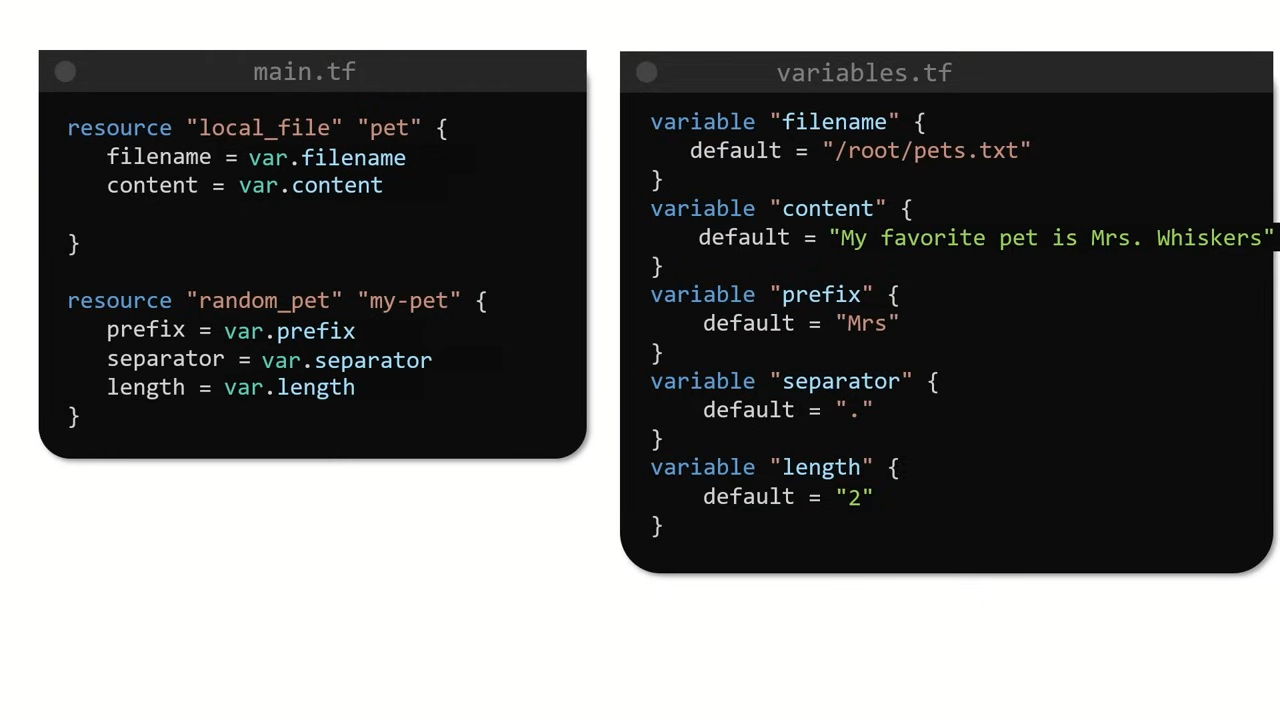 main.tf
resource "local_file" "pet" {
filename = var.filename
content = var.content
}
resource "random_pet" "my-pet" {
prefix = var.prefix
separator = var.separator
length = var.length
}
variables.tf
variable "filename" {
default = "/root/pets.txt"
}
variable "content" {
default = "My favorite pet is Mrs. Whiskers"
}
variable "prefix" {
default = "Mrs"
}
variable "separator" {
default = "."
}
variable "length" {
default = "2"
}